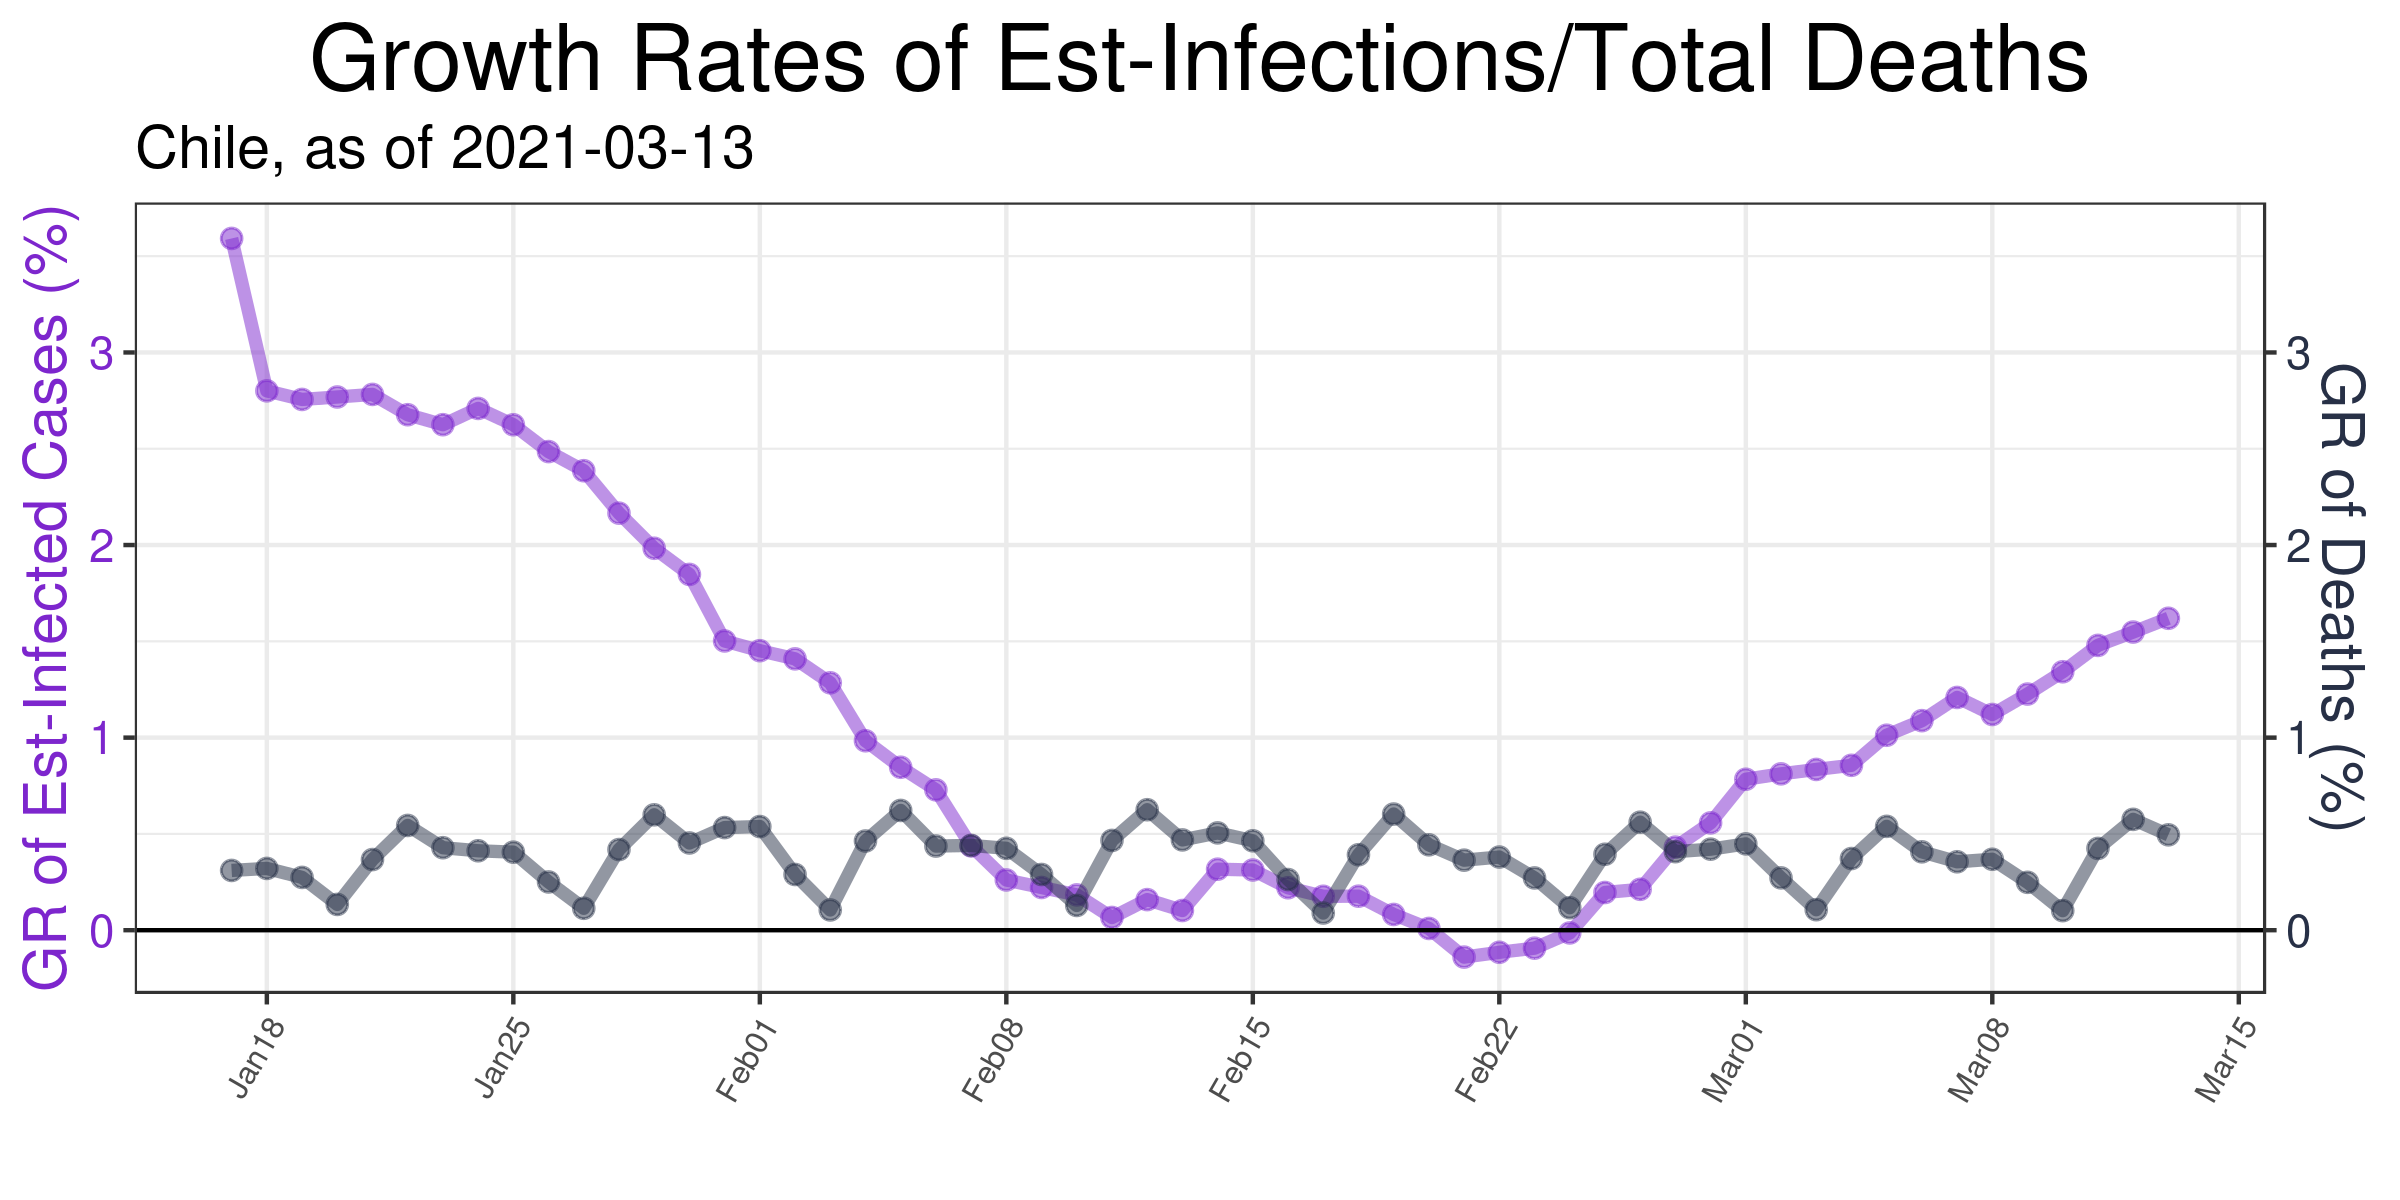 Growth Rates of Est-Infections/Total Deaths
Chile, as of 2021-03-13
GR of Est-Infected Cases (%)
3
2
1
0
3
2
1
0
GR of Deaths (%)
Jan18
Jan25
Feb01
Feb08
Feb15
Feb22
Mar01
Mar08
Mar15